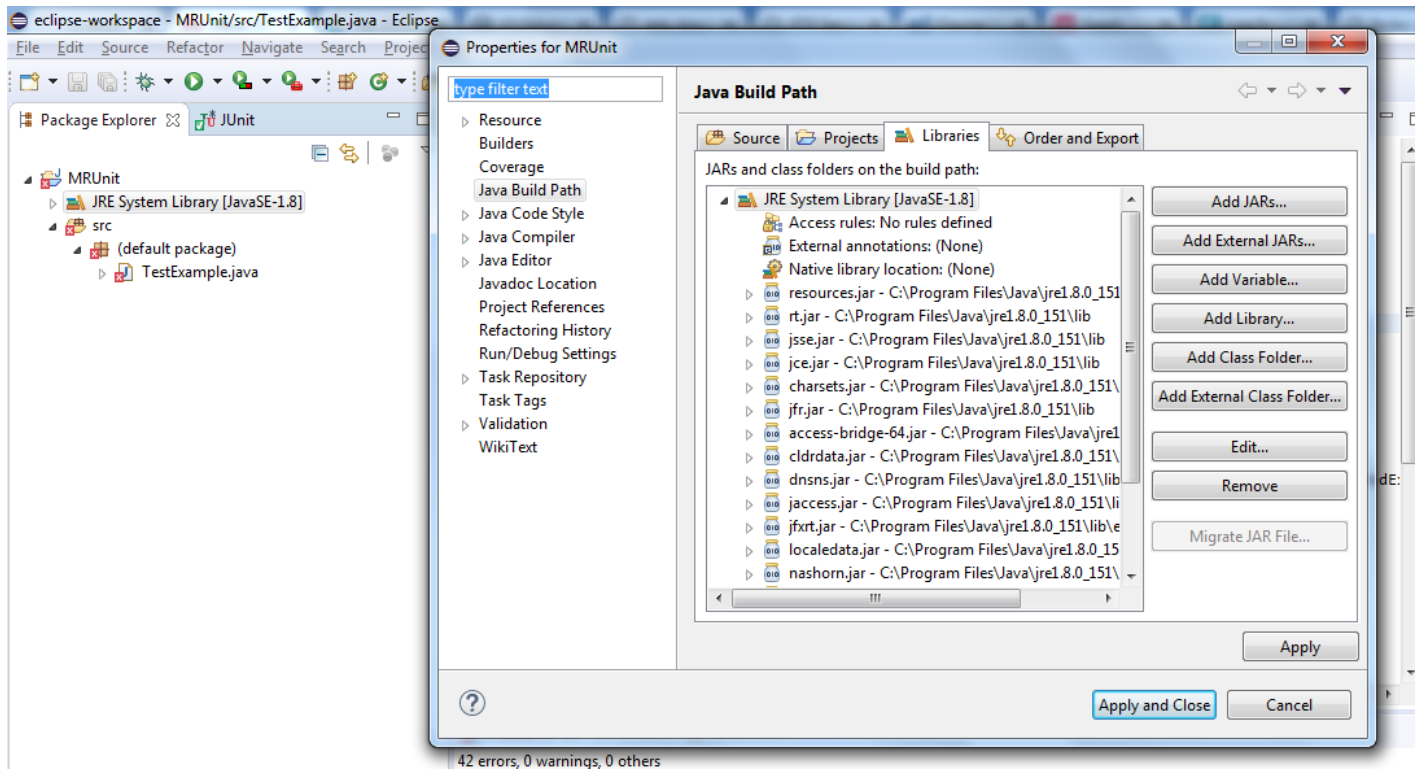 eclipse-workspace - MRUnit/src/TestExample.java - Eclipse
File Edit Source Refactor Navigate Search Projec
Package Explorer
JUnit
MRUnit
JRE System Library [JavaSE-1.8]
src
(default package)
TestExample.java
Properties for MRUnit
type filter text
Resource
Builders
Coverage
Java Build Path
Java Code Style
Java Compiler
Java Editor
Javadoc Location
Project References
Refactoring History
Run/Debug Settings
Task Repository
Task Tags
Validation
WikiText
Java Build Path
Source Projects Libraries Order and Export
JARs and class folders on the build path:
JRE System Library [JavaSE-1.8]
Access rules: No rules defined
External annotations: (None)
Native library location: (None)
resources.jar - C:\Program Files\Java\jre1.8.0_151
rt.jar - C:\Program Files\Java\jre1.8.0_151\lib
jsse.jar - C:\Program Files\Java\jre1.8.0_151\lib
jce.jar - C:\Program Files\Java\jre1.8.0_151\lib
charsets.jar - C:\Program Files\Java\jre1.8.0_151\
jfr.jar - C:\Program Files\Java\jre1.8.0_151\lib
access-bridge-64.jar - C:\Program Files\Java\jre1
cldrdata.jar - C:\Program Files\Java\jre1.8.0_151\
dnsns.jar - C:\Program Files\Java\jre1.8.0_151\lib
jaccess.jar - C:\Program Files\Java\jre1.8.0_151\li
jfxrt.jar - C:\Program Files\Java\jre1.8.0_151\lib\e
localedata.jar - C:\Program Files\Java\jre1.8.0_15
nashorn.jar - C:\Program Files\Java\jre1.8.0_151\
Add JARs...
Add External JARs...
Add Variable...
Add Library...
Add Class Folder...
Add External Class Folder...
Edit...
Remove
Migrate JAR File...
Apply
Apply and Close
Cancel
dE:
42 errors, 0 warnings, 0 others